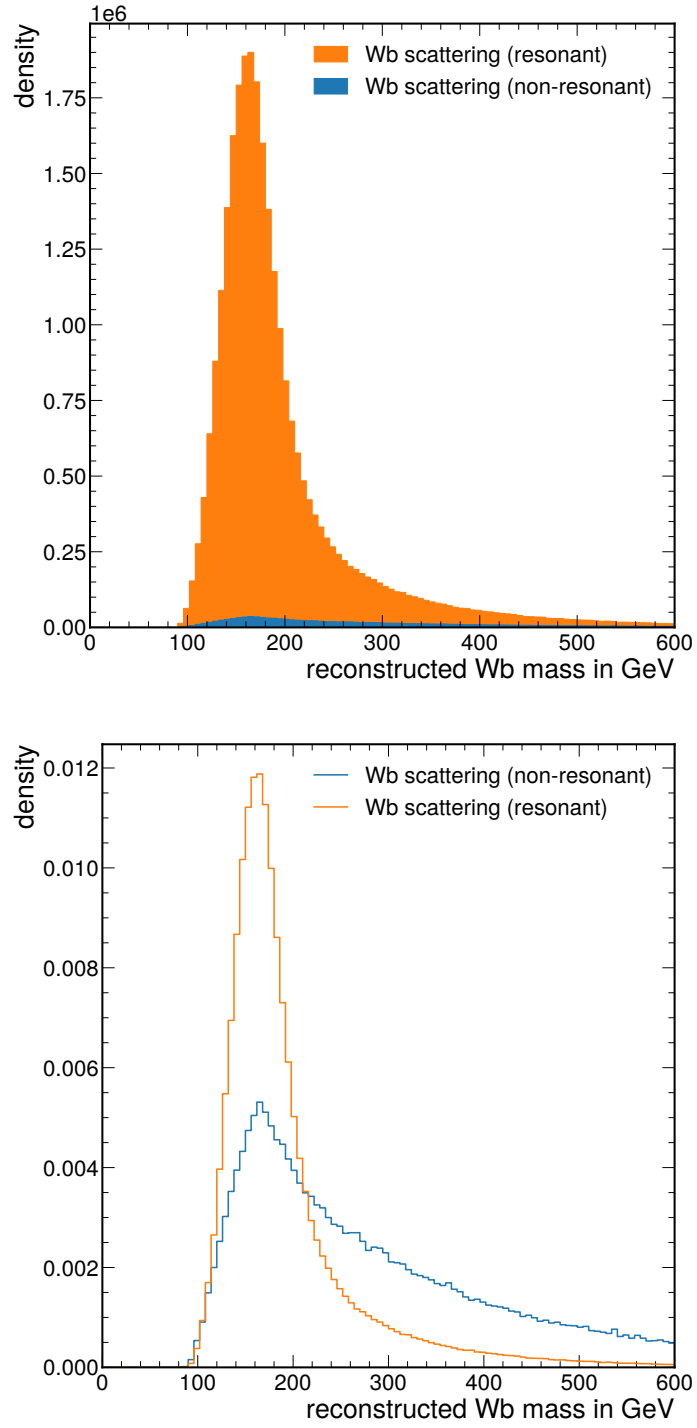 1e6
density
Wb scattering (resonant)
Wb scattering (non-resonant)
1.75
1.50
1.25
1.00
0.75
0.50
0.25
0.00
0 100 200 300 400 500 600
reconstructed Wb mass in GeV
density
Wb scattering (non-resonant)
Wb scattering (resonant)
0.012
0.010
0.008
0.006
0.004
0.002
0.000
0 100 200 300 400 500 600
reconstructed Wb mass in GeV